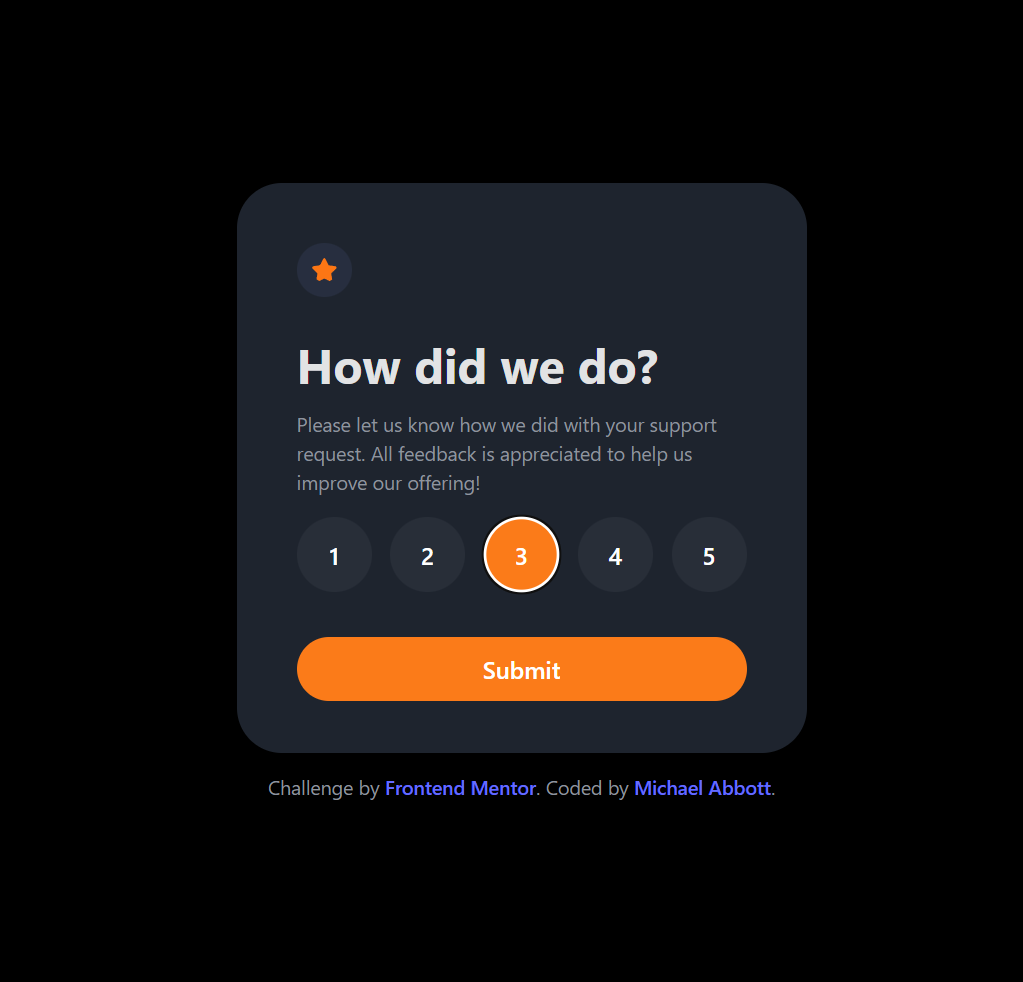 How did we do?
Please let us know how we did with your support
request. All feedback is appreciated to help us
improve our offering!
1 2 3 4 5
Submit
Challenge by Frontend Mentor. Coded by Michael Abbott.